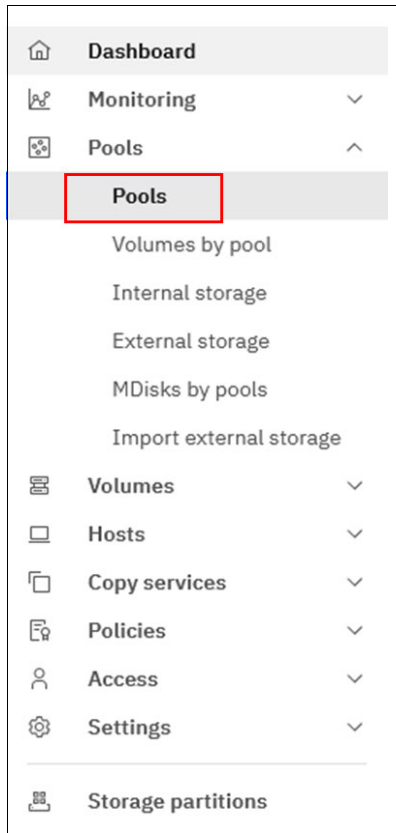 Dashboard
Monitoring
Pools
Pools
Volumes by pool
Internal storage
External storage
MDisks by pools
Import external storage
Volumes
Hosts
Copy services
Policies
Access
Settings
Storage partitions